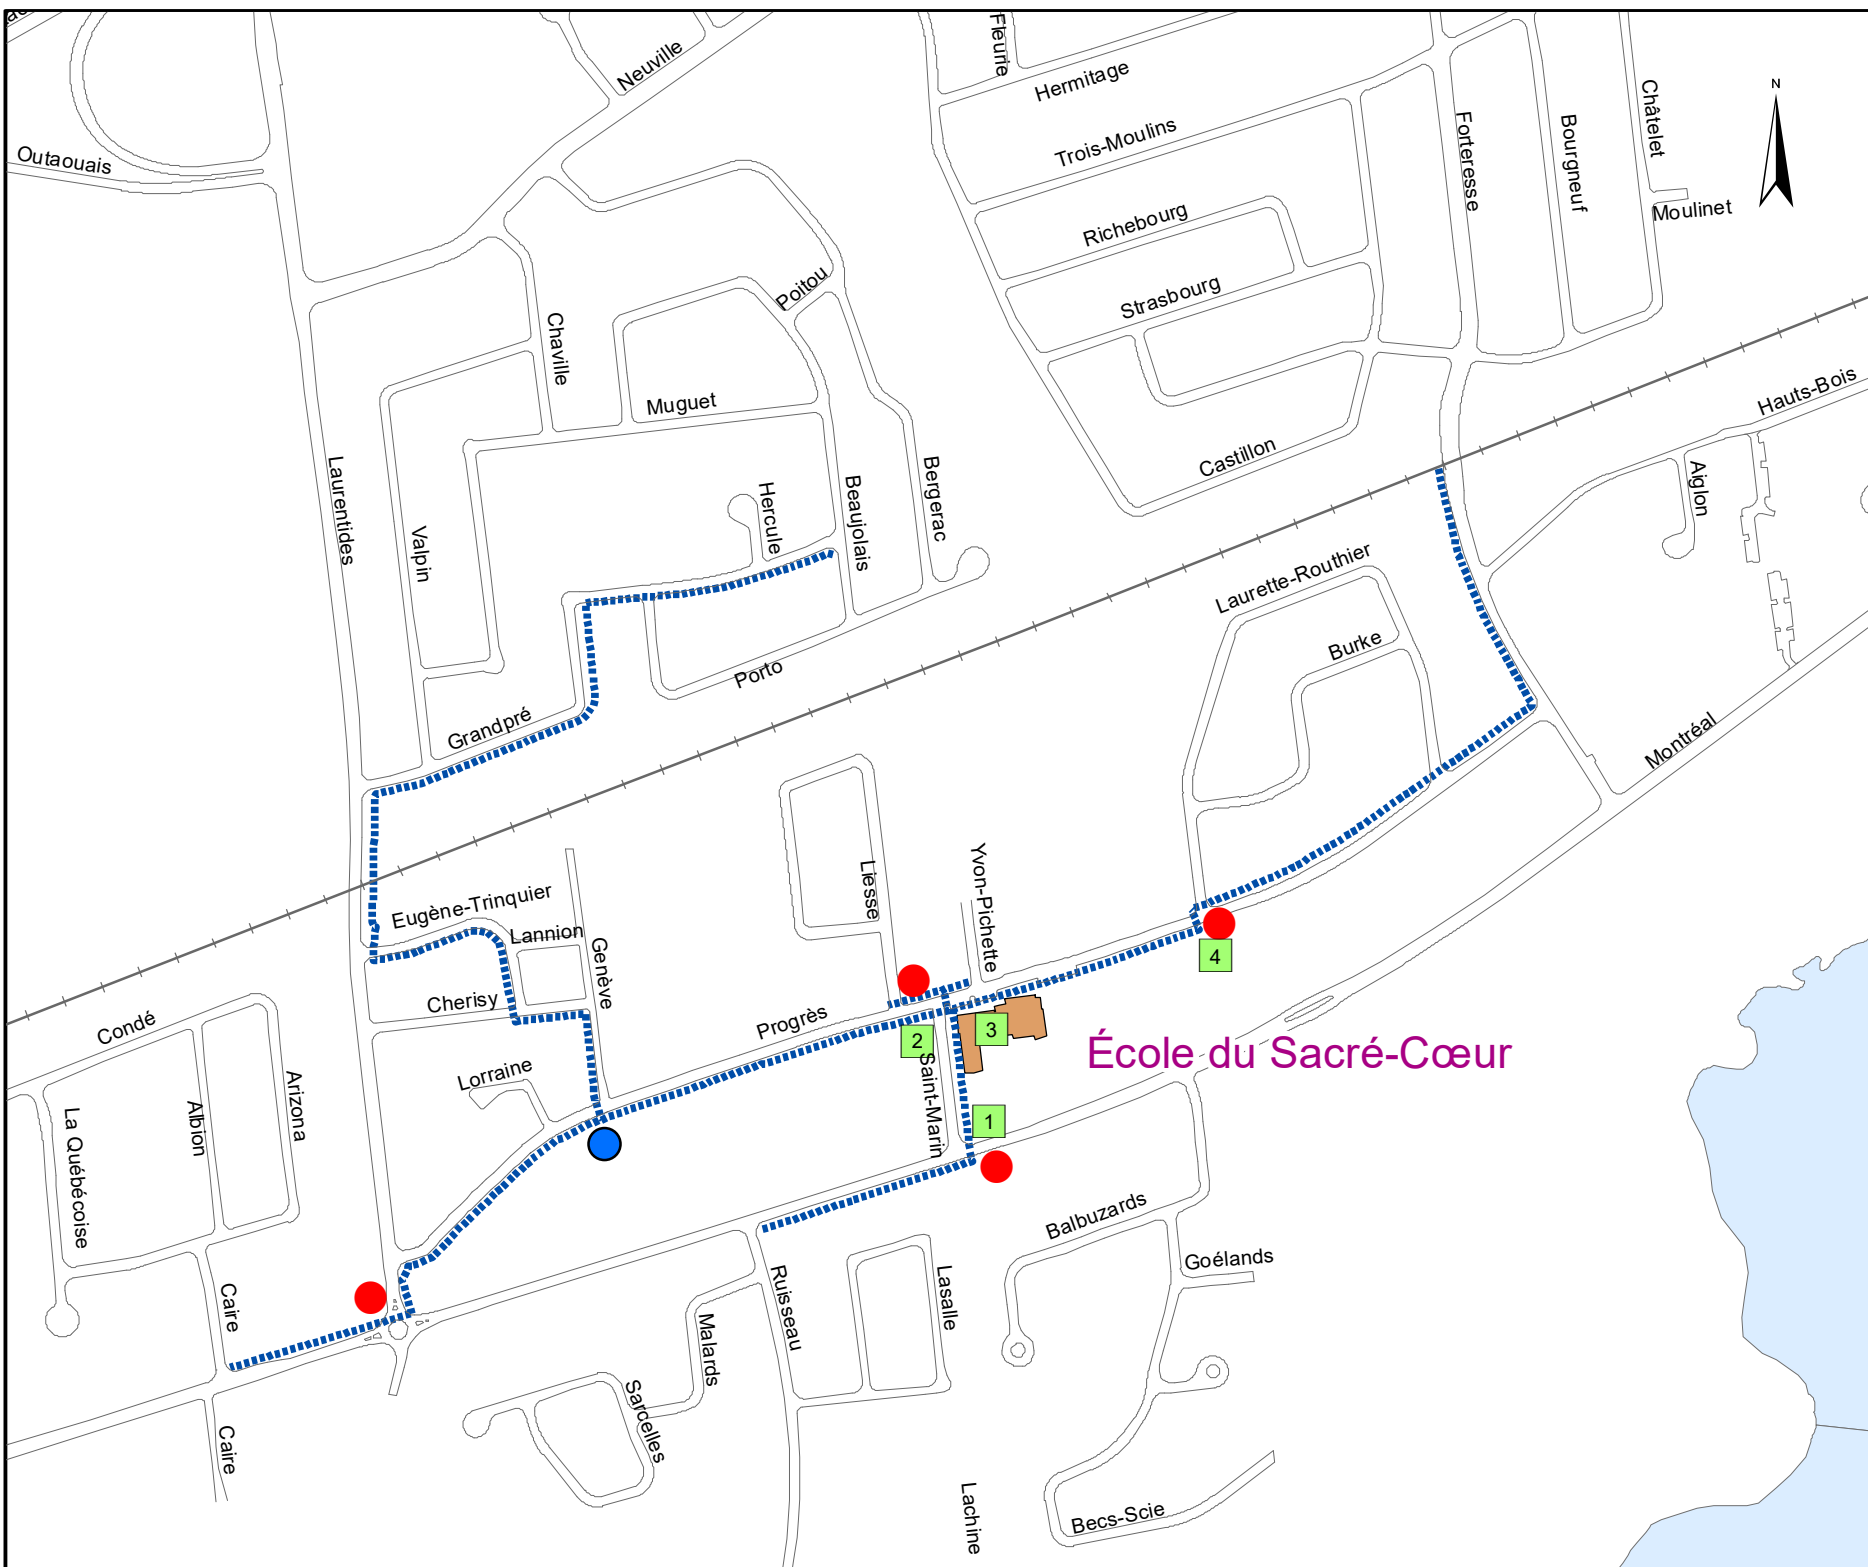 Fleurie
Neuville
Hermitage
N
Châtelet
Forteresse
Bourgneuf
Trois-Moulins
Outaouais
Richebourg
Moulinet
Poitou
Strasbourg
Chaville
Muguet
Hauts-Bois
Castillon
Laurentides
Valpin
Hercule
Beaujolais
Bergerac
Aiglon
Laurette-Routhier
Burke
Porto
Grandpré
Montréal
Liesse
Yvon-Pichette
Eugène-Trinquier
Lannion
Genève
4
Cherisy
Progrès
Condé
2
3
École du Sacré-Cœur
Lorraine
Saint-Marin
1
Arizona
Albion
La Québécoise
Balbuzards
Goélands
Caire
Ruisseau
Lasalle
Malards
Sarcelles
Caire
Lachine
Becs-Scie